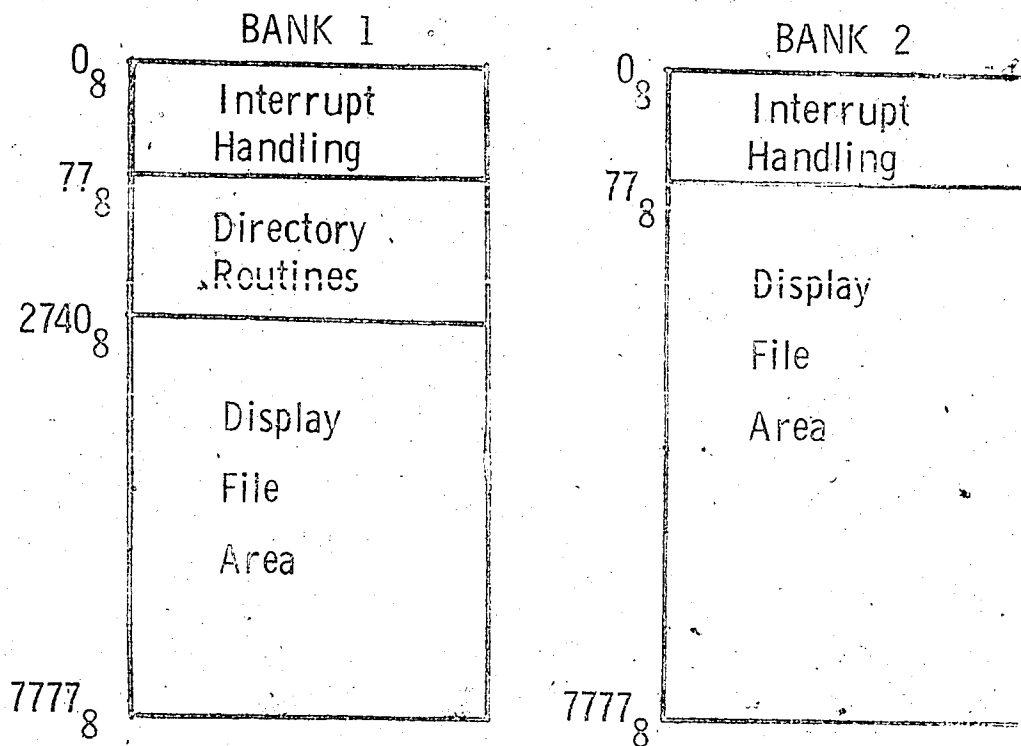 BANK 1
0₈
Interrupt
Handling
77₈
Directory
Routines
2740₈
Display
File
Area
7777₈
BANK 2
0₈
Interrupt
Handling
77₈
Display
File
Area
7777₈